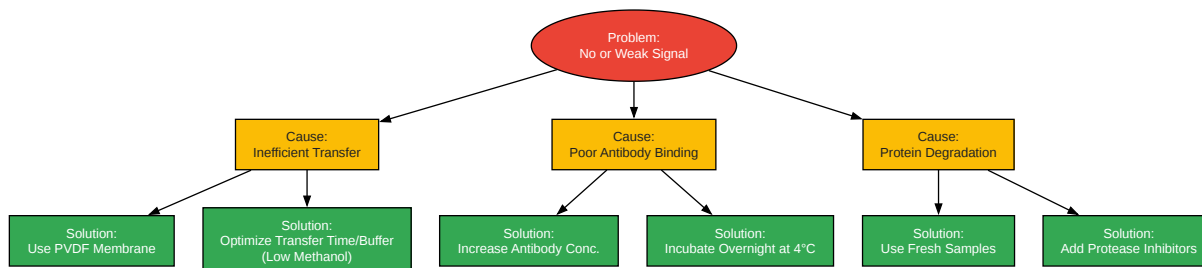 Problem:
No or Weak Signal
Cause:
Inefficient Transfer
Cause:
Poor Antibody Binding
Cause:
Protein Degradation
Solution:
Use PVDF Membrane
Solution:
Optimize Transfer Time/Buffer
(Low Methanol)
Solution:
Increase Antibody Conc.
Solution:
Incubate Overnight at 4°C
Solution:
Use Fresh Samples
Solution:
Add Protease Inhibitors